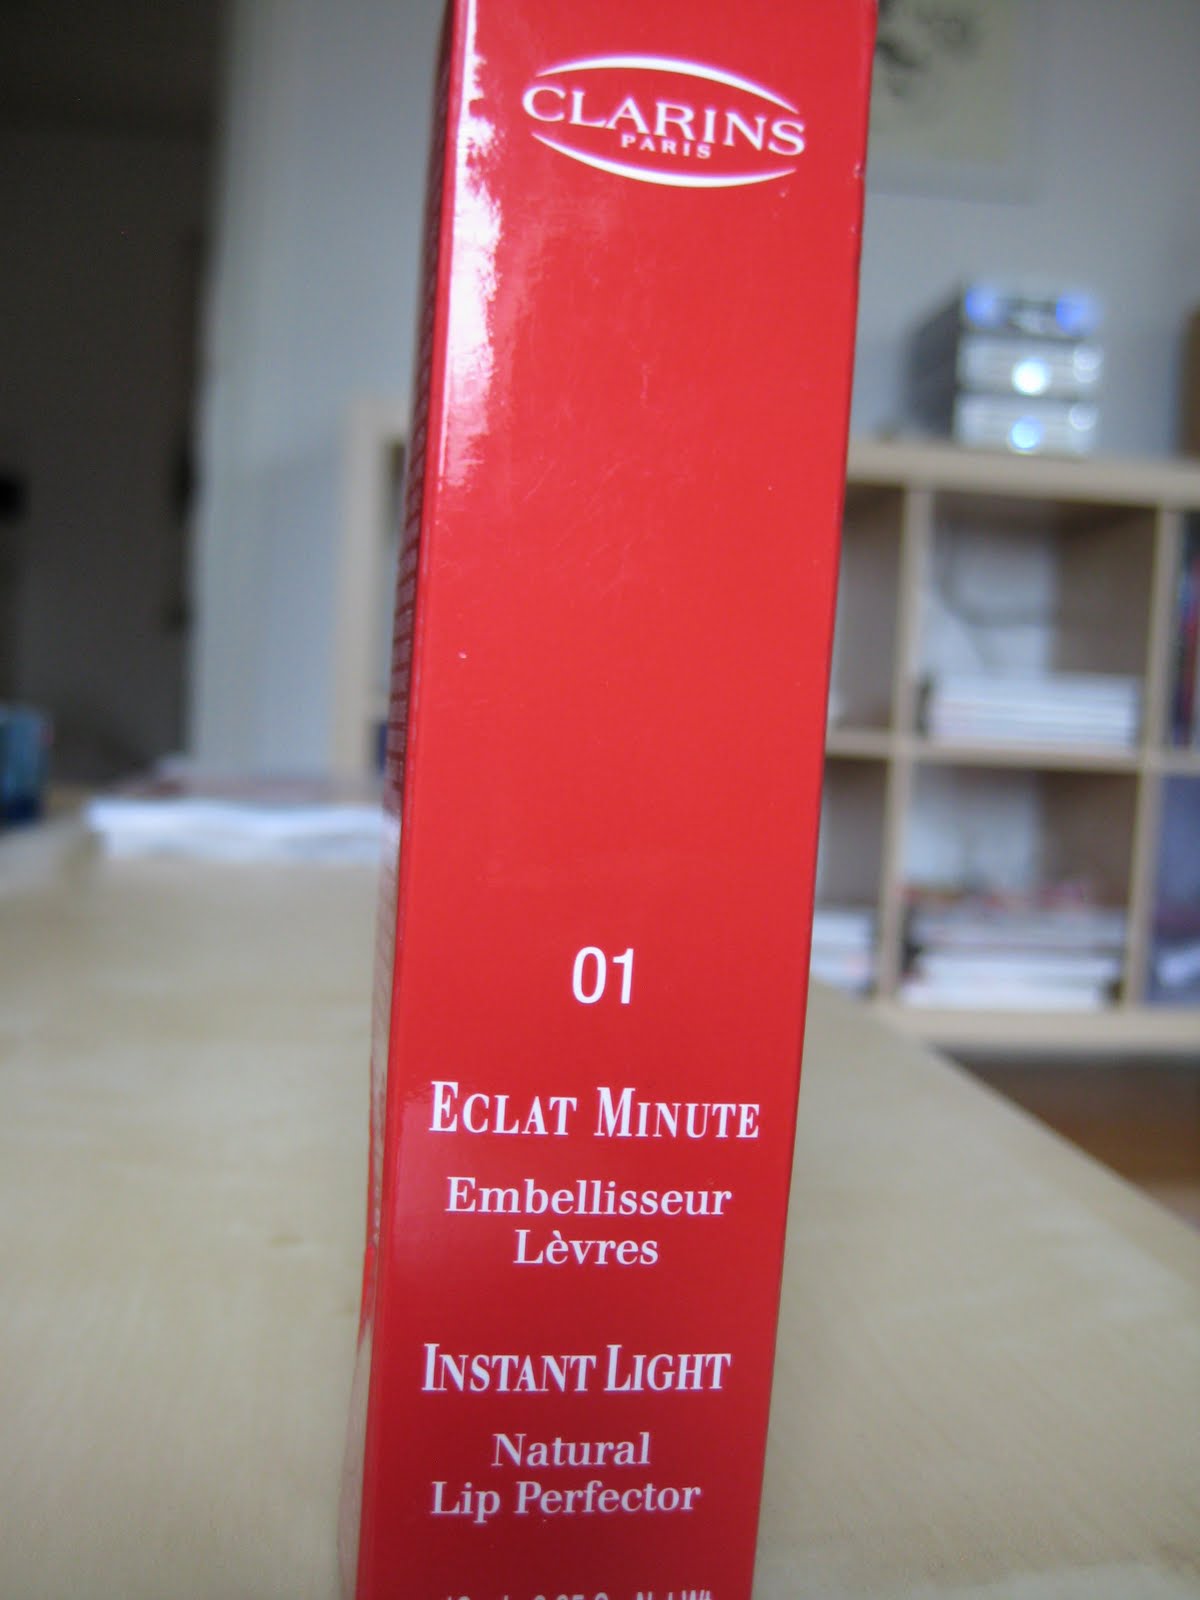 CLARINS
PARIS
01
ECLAT MINUTE
Embellisseur
Lèvres
INSTANT LIGHT
Natural
Lip Perfector